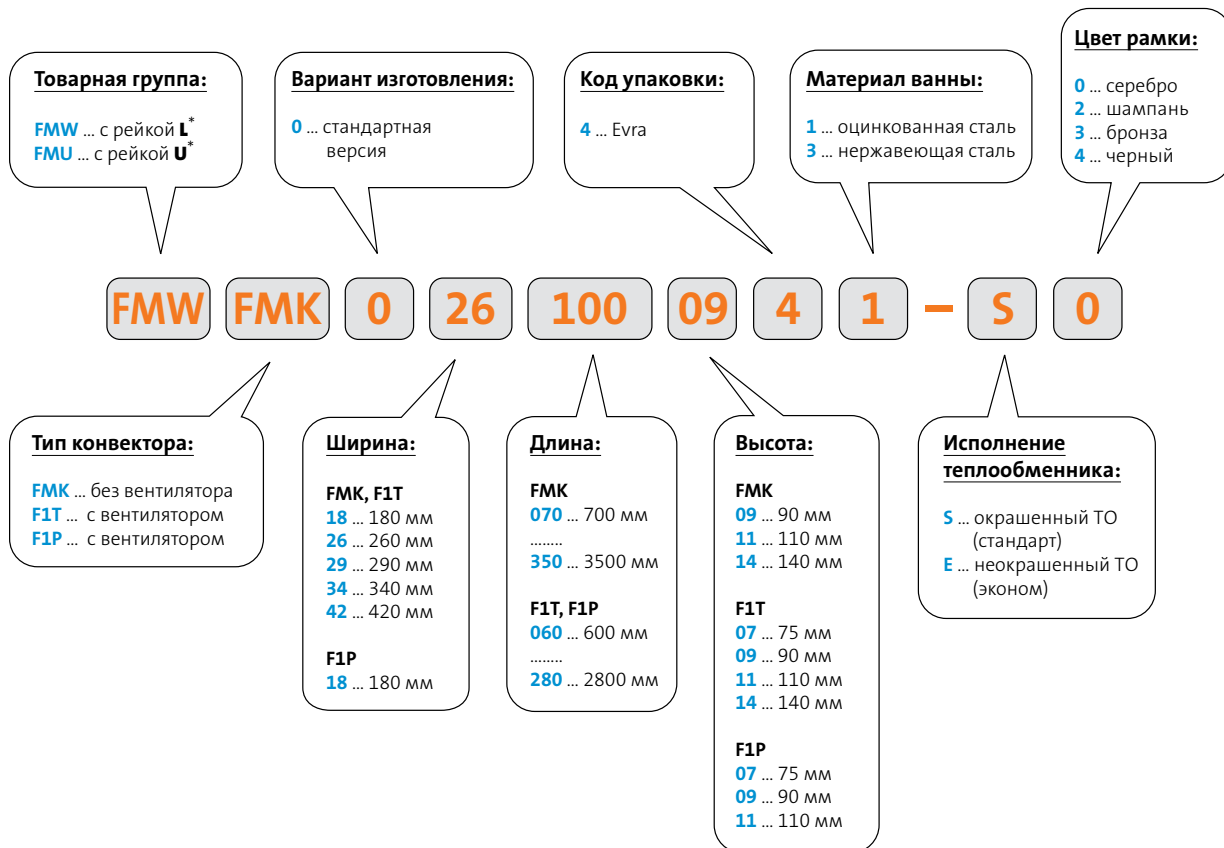 Товарная группа:
FMW ... с рейкой L*
FMU ... с рейкой U*
Вариант изготовления:
0 ... стандартная
версия
Код упаковки:
4 ... Evra
Материал ванны:
1 ... оцинкованная сталь
3 ... нержавеющая сталь
Цвет рамки:
0 ... серебро
2 ... шампань
3 ... бронза
4 ... черный
FMW FMK 0 26 100 09 4 1 – S 0
Тип конвектора:
FMK ... без вентилятора
F1T ... с вентилятором
F1P ... с вентилятором
Ширина:
FMK, F1T
18 ... 180 мм
26 ... 260 мм
29 ... 290 мм
34 ... 340 мм
42 ... 420 мм
F1P
18 ... 180 мм
Длина:
FMK
070 ... 700 мм
........
350 ... 3500 мм
F1T, F1P
060 ... 600 мм
........
280 ... 2800 мм
Высота:
FMK
09 ... 90 мм
11 ... 110 мм
14 ... 140 мм
F1T
07 ... 75 мм
09 ... 90 мм
11 ... 110 мм
14 ... 140 мм
F1P
07 ... 75 мм
09 ... 90 мм
11 ... 110 мм
Исполнение
теплообменника:
S ... окрашенный ТО
(стандарт)
E ... неокрашенный ТО
(эконом)